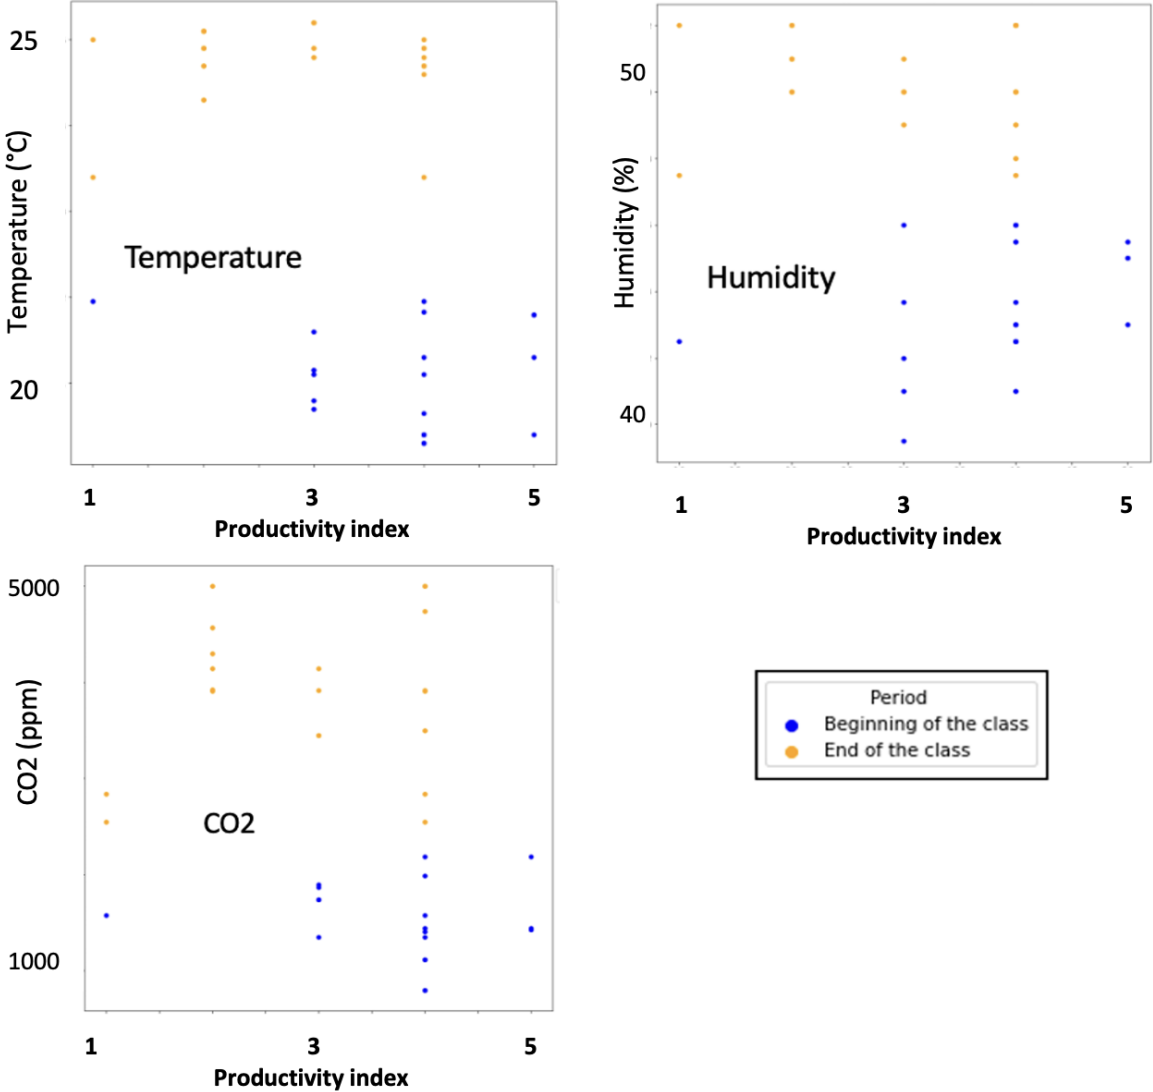 25
Temperature (°C)
Temperature
20
1 3 5
Productivity index
50
Humidity (%)
Humidity
40
1 3 5
Productivity index
5000
CO2 (ppm)
CO2
1000
1 3 5
Productivity index
Period
Beginning of the class
End of the class